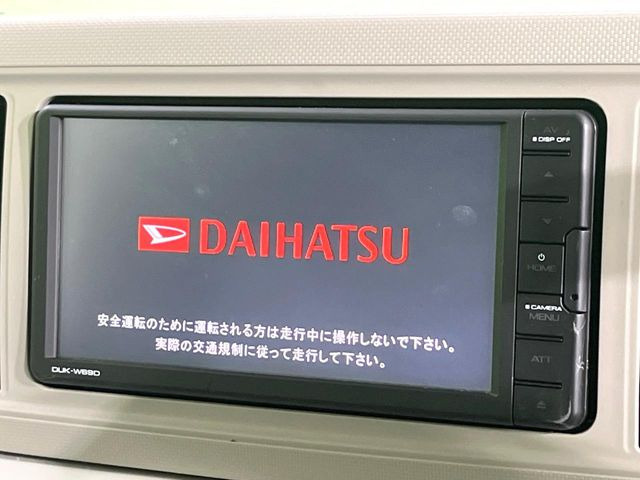 AV
DISP OFF
DAIHATSU
HOME
CAMERA
MENU
安全運転のために運転される方は走行中に操作しないで下さい。
実際の交通規制に従って走行して下さい。
ATT
DUK-W69D